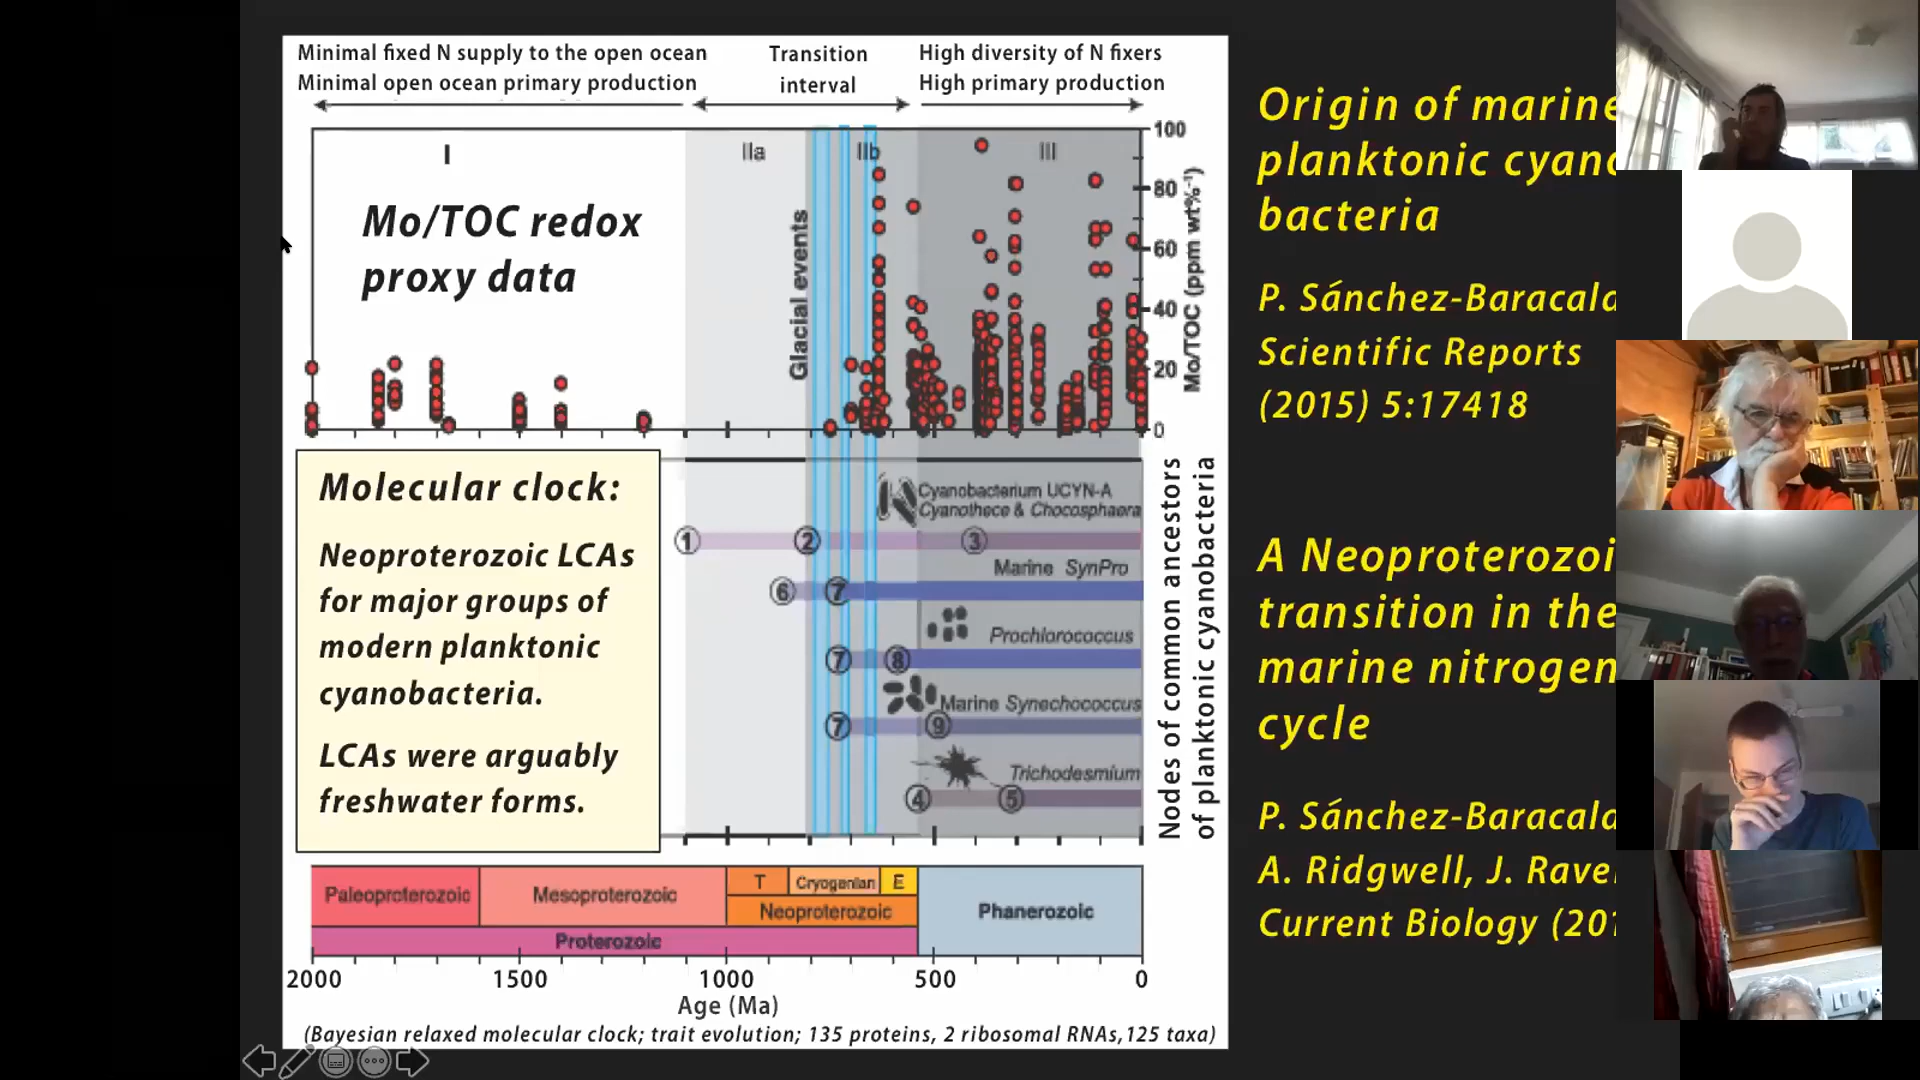 Minimal fixed N supply to the open ocean
Minimal open ocean primary production
Transition
interval
High diversity of N fixers
High primary production
I
IIa
IIb
III
Mo/TOC redox
proxy data
Glacial events
100
80
60
40
20
0
Mo/TOC (ppm wt%⁻¹)
Molecular clock:
Neoproterozoic LCAs
for major groups of
modern planktonic
cyanobacteria.
LCAs were arguably
freshwater forms.
Cyanobacterium UCYN-A
Cyanothece & Chocosphaera
1 2 3
Marine SynPro
6 7
Prochlorococcus
7 8
Marine Synechococcus
7 9
Trichodesmium
4 5
Nodes of common ancestors
of planktonic cyanobacteria
Paleoproterozoic
Mesoproterozoic
T
Cryogenian
E
Neoproterozoic
Phanerozoic
Proterozoic
2000 1500 1000 500 0
Age (Ma)
(Bayesian relaxed molecular clock; trait evolution; 135 proteins, 2 ribosomal RNAs,125 taxa)
Origin of marine
planktonic cyano
bacteria
P. Sánchez-Baracald
Scientific Reports
(2015) 5:17418
A Neoproterozoi
transition in the
marine nitrogen
cycle
P. Sánchez-Baracald
A. Ridgwell, J. Rave
Current Biology (201